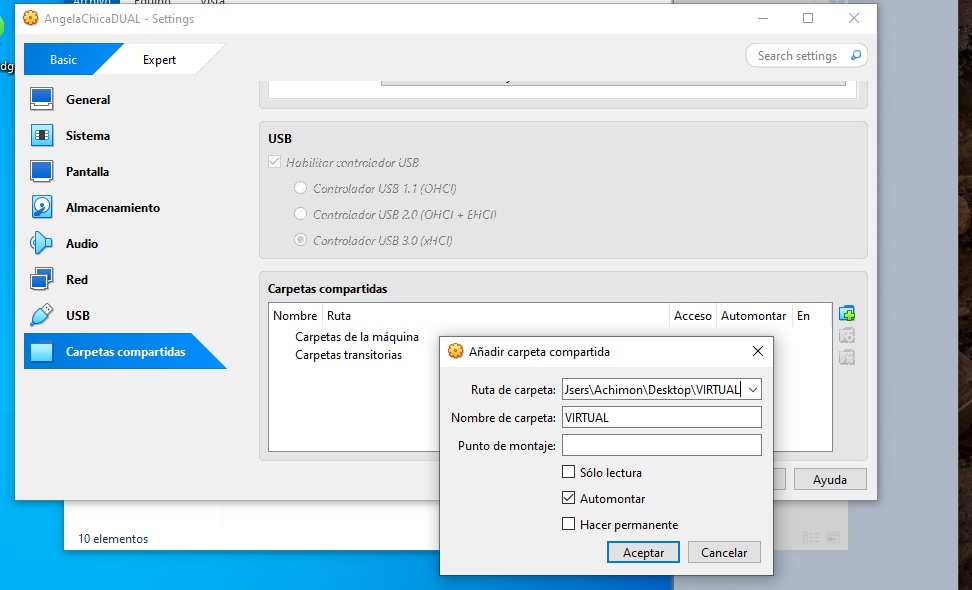 Archivo Equipo Vista
AngelaChicaDUAL - Settings
Basic Expert Search settings
General
Sistema
Pantalla
Almacenamiento
Audio
Red
USB
Carpetas compartidas
USB
Habilitar controlador USB
Controlador USB 1.1 (OHCI)
Controlador USB 2.0 (OHCI + EHCI)
Controlador USB 3.0 (xHCI)
Carpetas compartidas
Nombre Ruta Acceso Automontar En
Carpetas de la máquina
Carpetas transitorias
Añadir carpeta compartida
Ruta de carpeta: Jsers\Achimon\Desktop\VIRTUAL
Nombre de carpeta: VIRTUAL
Punto de montaje:
Sólo lectura
Automontar
Hacer permanente
Aceptar Cancelar
Ayuda
10 elementos